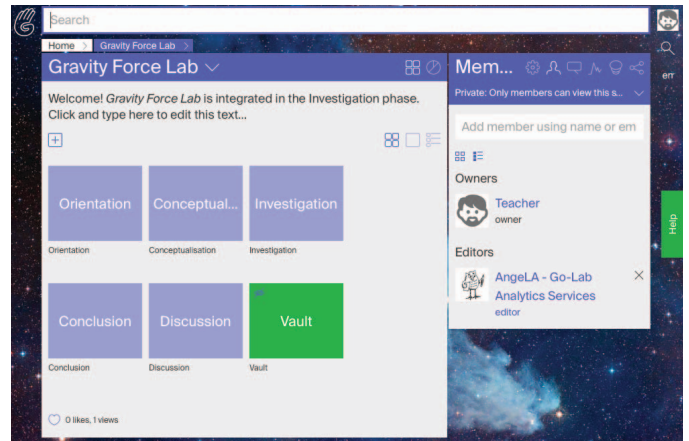 Search
Home
Gravity Force Lab
Gravity Force Lab
Welcome! Gravity Force Lab is integrated in the Investigation phase.
Click and type here to edit this text...
Orientation
Conceptual...
Investigation
Orientation
Conceptualisation
Investigation
Conclusion
Discussion
Vault
Conclusion
Discussion
Vault
0 likes, 1 views
Mem...
Private: Only members can view this s...
Add member using name or em
Owners
Teacher
owner
Editors
AngeLA - Go-Lab
Analytics Services
editor
err
Help